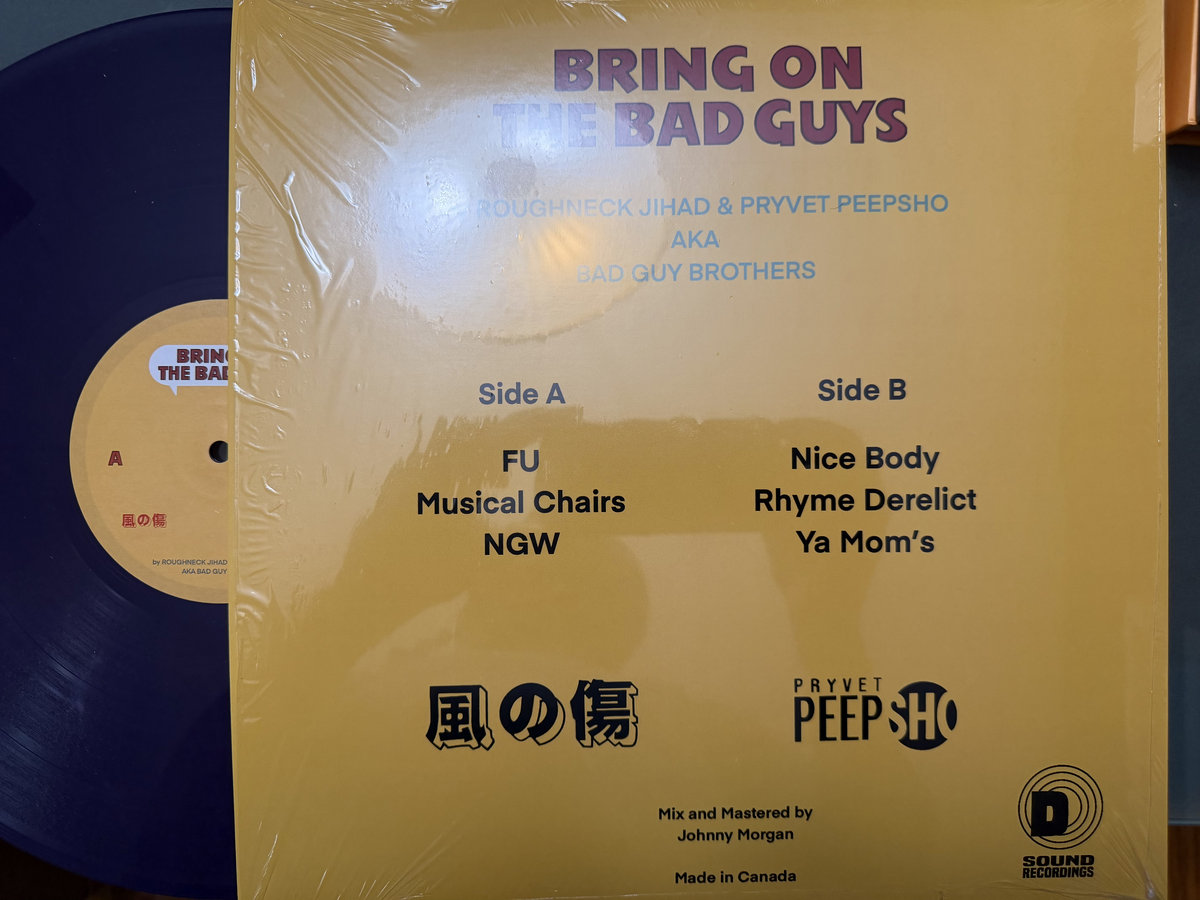 BRING ON
THE BAD GUYS
ROUGHNECK JIHAD & PRYVET PEEPSHO
AKA
BAD GUY BROTHERS
Side A
FU
Musical Chairs
NGW
Side B
Nice Body
Rhyme Derelict
Ya Mom's
風の傷
PRYVET
PEEPSHO
Mix and Mastered by
Johnny Morgan
Made in Canada
D
SOUND
RECORDINGS
BRING
THE BAD
A
風の傷
by ROUGHNECK JIHAD
AKA BAD GUY